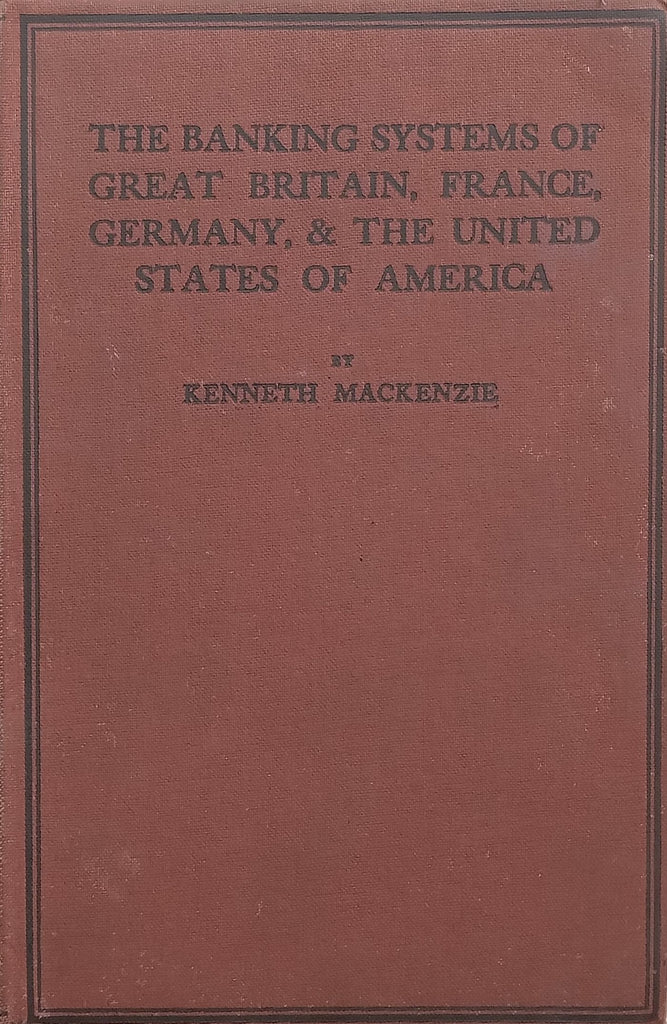 THE BANKING SYSTEMS OF
GREAT BRITAIN, FRANCE,
GERMANY, & THE UNITED
STATES OF AMERICA
BY
KENNETH MACKENZIE